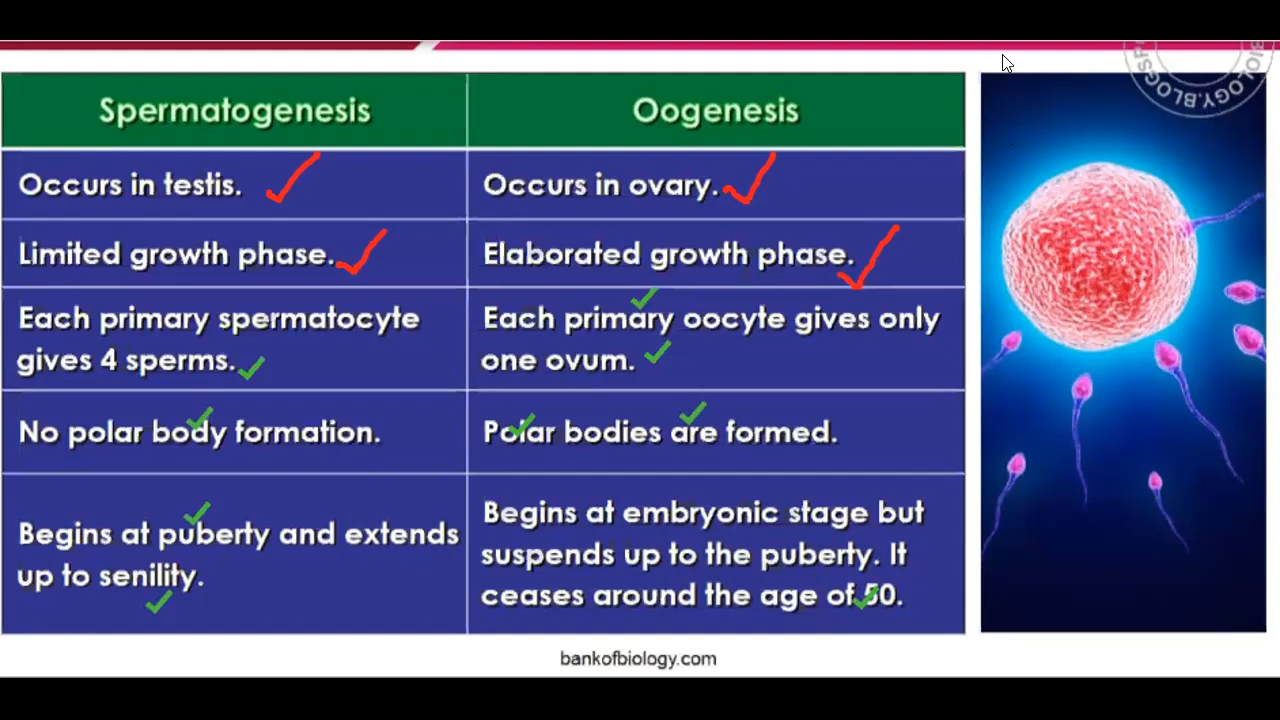 Spermatogenesis
Oogenesis
Occurs in testis.
Occurs in ovary.
Limited growth phase.
Elaborated growth phase.
Each primary spermatocyte
gives 4 sperms.
Each primary oocyte gives only
one ovum.
No polar body formation.
Polar bodies are formed.
Begins at puberty and extends
up to senility.
Begins at embryonic stage but
suspends up to the puberty. It
ceases around the age of 50.
BIOLOGY.BLOGSP
bankofbiology.com